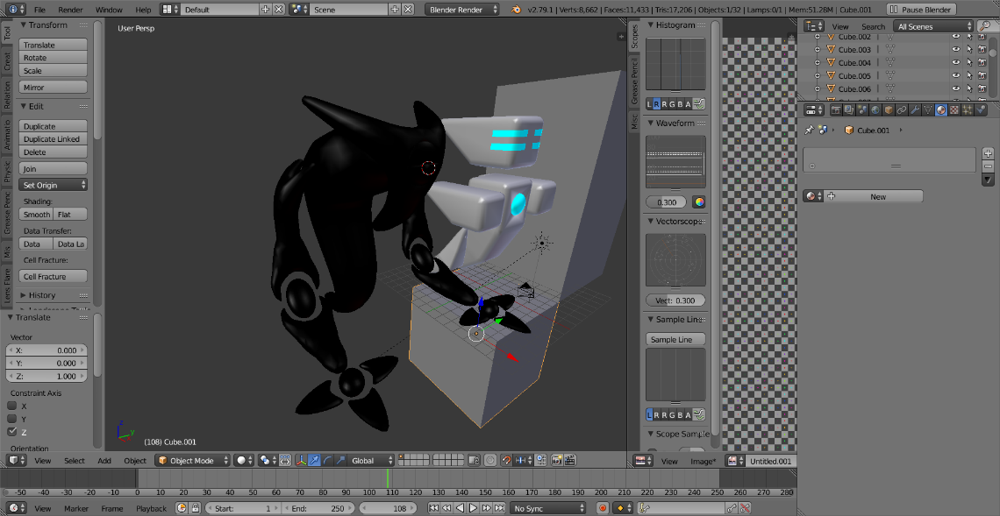 File Render Window Help Default Scene Blender Render v2.79.1 | Verts:8,662 | Faces:11,433 | Tris:17,206 | Objects:1/32 | Lamps:0/1 | Mem:51.28M | Cube.001 Pause Blender
Tool
Creat
Relation
Animatio
Physic
Grease Penc
Mis
Lens Flare
Transform
Translate
Rotate
Scale
Mirror
Edit
Duplicate
Duplicate Linked
Delete
Join
Set Origin
Shading:
Smooth Flat
Data Transfer:
Data Data La
Cell Fracture:
Cell Fracture
History
Translate
Vector
X: 0.000
Y: 0.000
Z: 1.000
Constraint Axis
X
Y
Z
Orientation
User Persp
z
y
(108) Cube.001
View Select Add Object Object Mode Global
Scopes
Grease Pencil
Misc
Histogram
L R R G B A
Waveform
0.300
Vectorscope
Vect: 0.300
Sample Line
Sample Line
L R R G B A
Scope Sample
View Image* Untitled.001
View Search All Scenes
Cube.002
Cube.003
Cube.004
Cube.005
Cube.006
Cube.001
New
-50 -40 -30 -20 -10 0 10 20 30 40 50 60 70 80 90 100 110 120 130 140 150 160 170 180 190 200 210 220 230 240 250 260 270 280
View Marker Frame Playback Start: 1 End: 250 108 No Sync